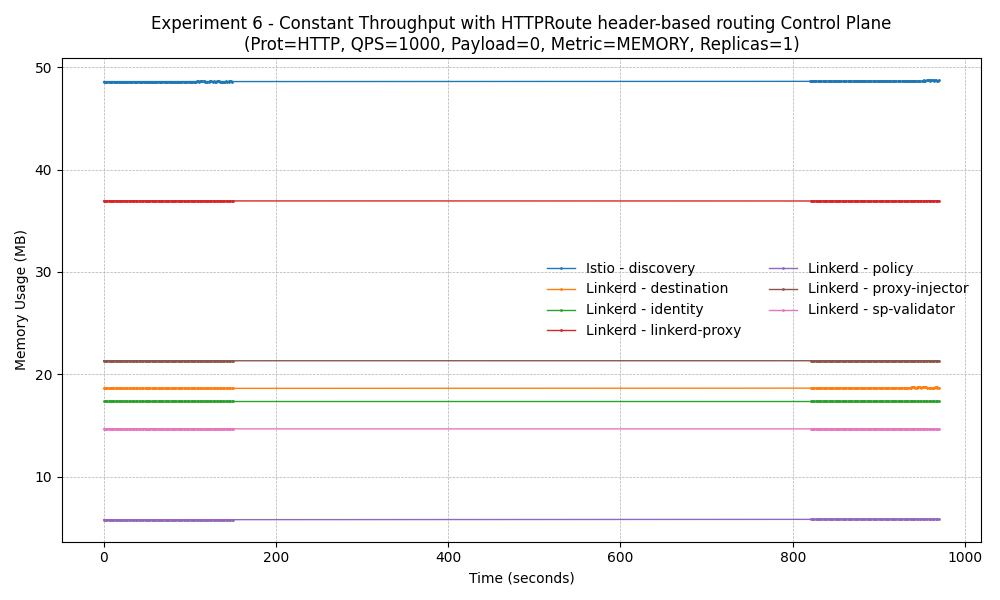 Experiment 6 - Constant Throughput with HTTPRoute header-based routing Control Plane
(Prot=HTTP, QPS=1000, Payload=0, Metric=MEMORY, Replicas=1)
Memory Usage (MB)
50
40
30
20
10
Istio - discovery
Linkerd - destination
Linkerd - identity
Linkerd - linkerd-proxy
Linkerd - policy
Linkerd - proxy-injector
Linkerd - sp-validator
0 200 400 600 800 1000
Time (seconds)